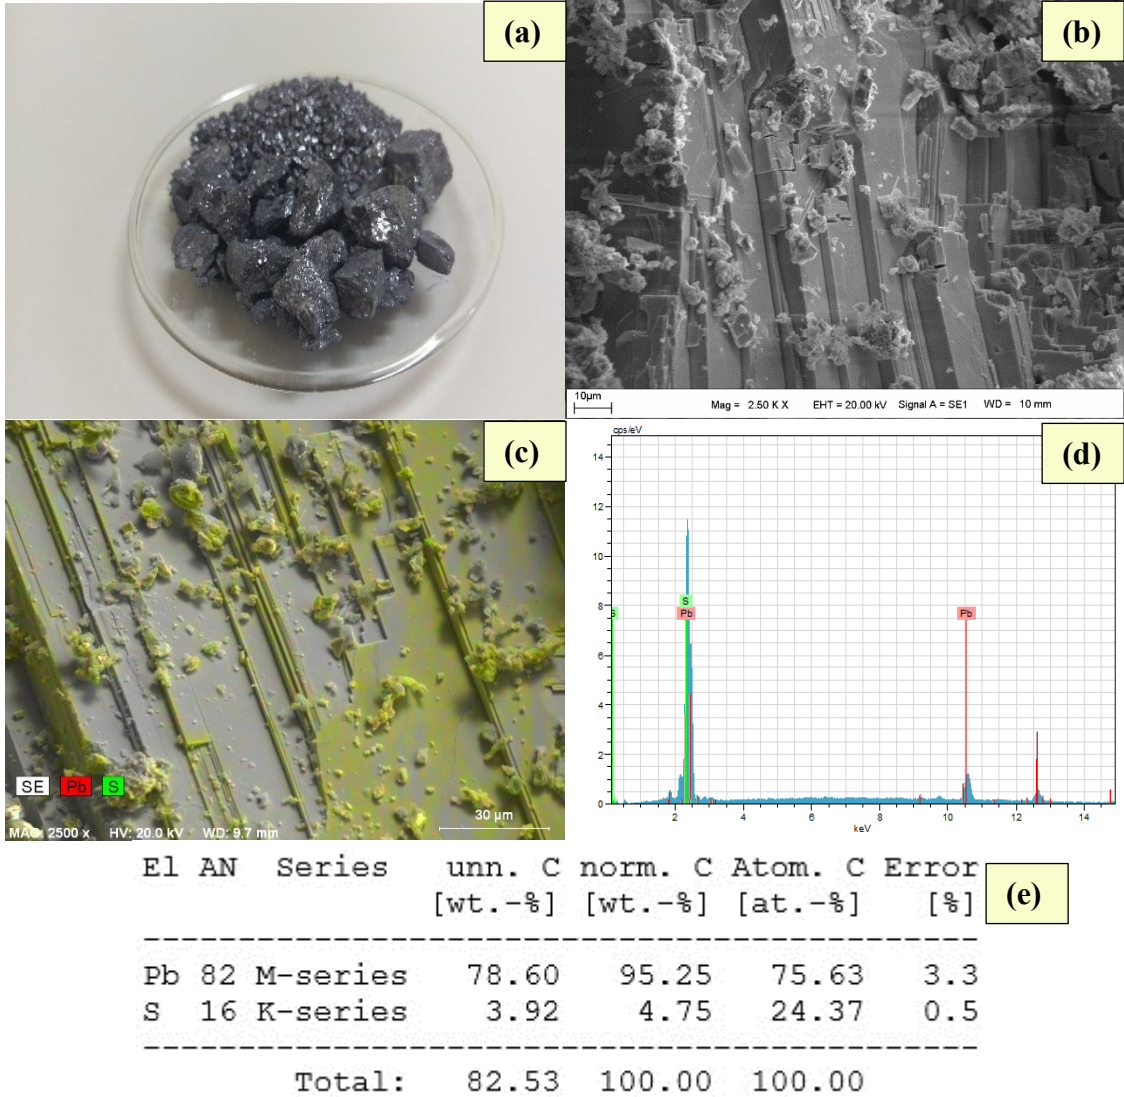 (a)
(b)
10µm
Mag = 2.50 K X EHT = 20.00 kV Signal A = SE1 WD = 10 mm
(c)
SE Pb S
MAG: 2500 x HV: 20.0 kV WD: 9.7 mm
30 µm
(d)
cps/eV
14
12
10
8
6
4
2
0
S
S
Pb
Pb
2 4 6 8 10 12 14
keV
(e)
El AN Series unn. C norm. C Atom. C Error
[wt.-%] [wt.-%] [at.-%] [%]
Pb 82 M-series 78.60 95.25 75.63 3.3
S 16 K-series 3.92 4.75 24.37 0.5
Total: 82.53 100.00 100.00